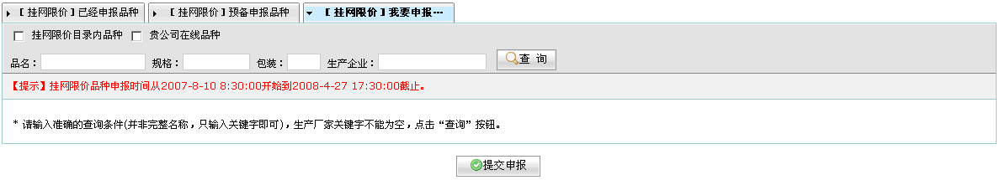 [挂网限价]已经申报品种 [挂网限价]预备申报品种 [挂网限价]我要申报…
挂网限价目录内品种 贵公司在线品种
品名： 规格： 包装： 生产企业： 查 询
【提示】挂网限价品种申报时间从2007-8-10 8:30:00开始到2008-4-27 17:30:00截止。
* 请输入准确的查询条件(并非完整名称，只输入关键字即可)，生产厂家关键字不能为空，点击“查询”按钮。
提交申报